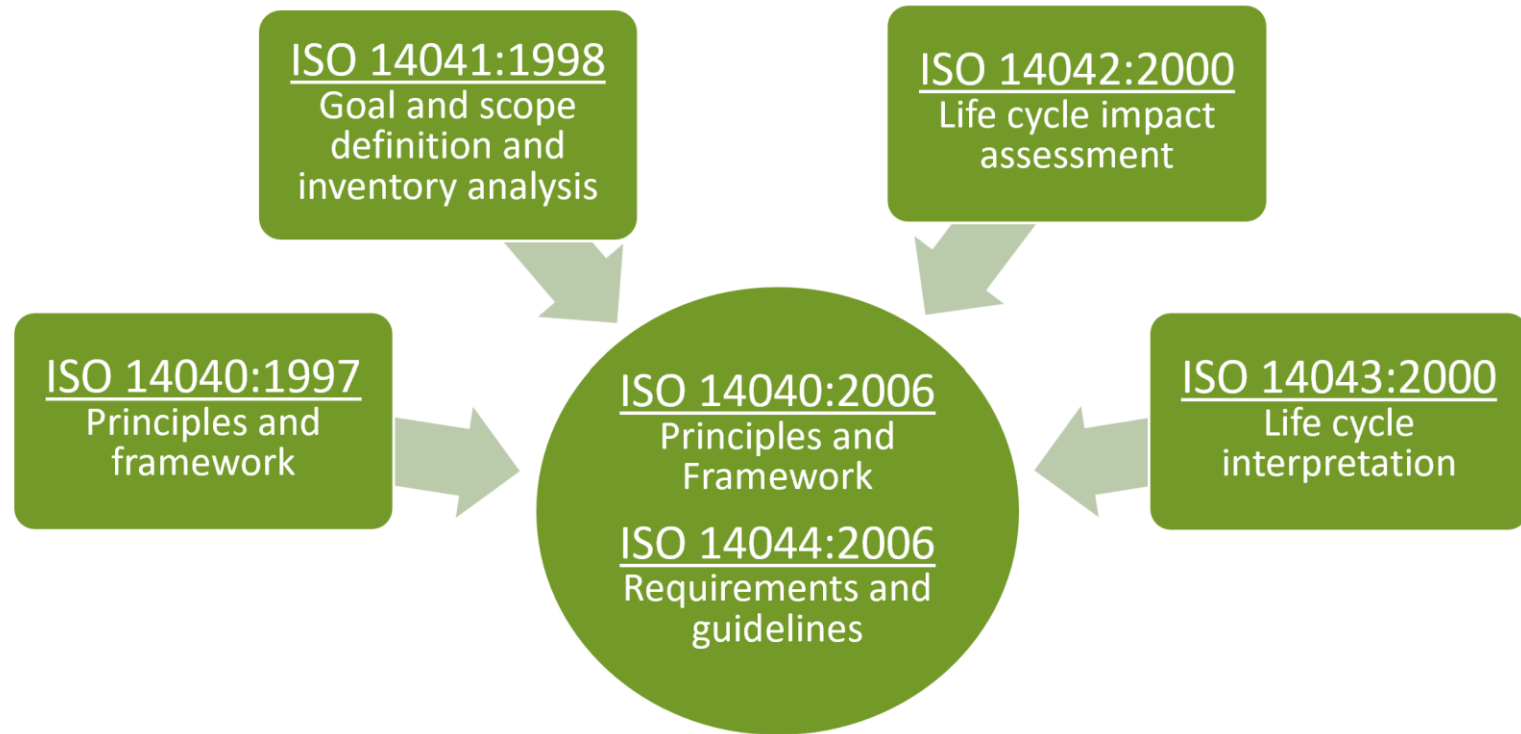 ISO 14041:1998
Goal and scope
definition and
inventory analysis
ISO 14042:2000
Life cycle impact
assessment
ISO 14040:1997
Principles and
framework
ISO 14040:2006
Principles and
Framework
ISO 14044:2006
Requirements and
guidelines
ISO 14043:2000
Life cycle
interpretation